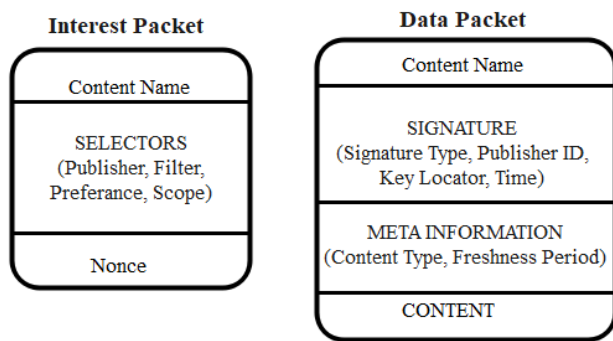 Interest Packet
Content Name
SELECTORS
(Publisher, Filter,
Preferance, Scope)
Nonce
Data Packet
Content Name
SIGNATURE
(Signature Type, Publisher ID,
Key Locator, Time)
META INFORMATION
(Content Type, Freshness Period)
CONTENT